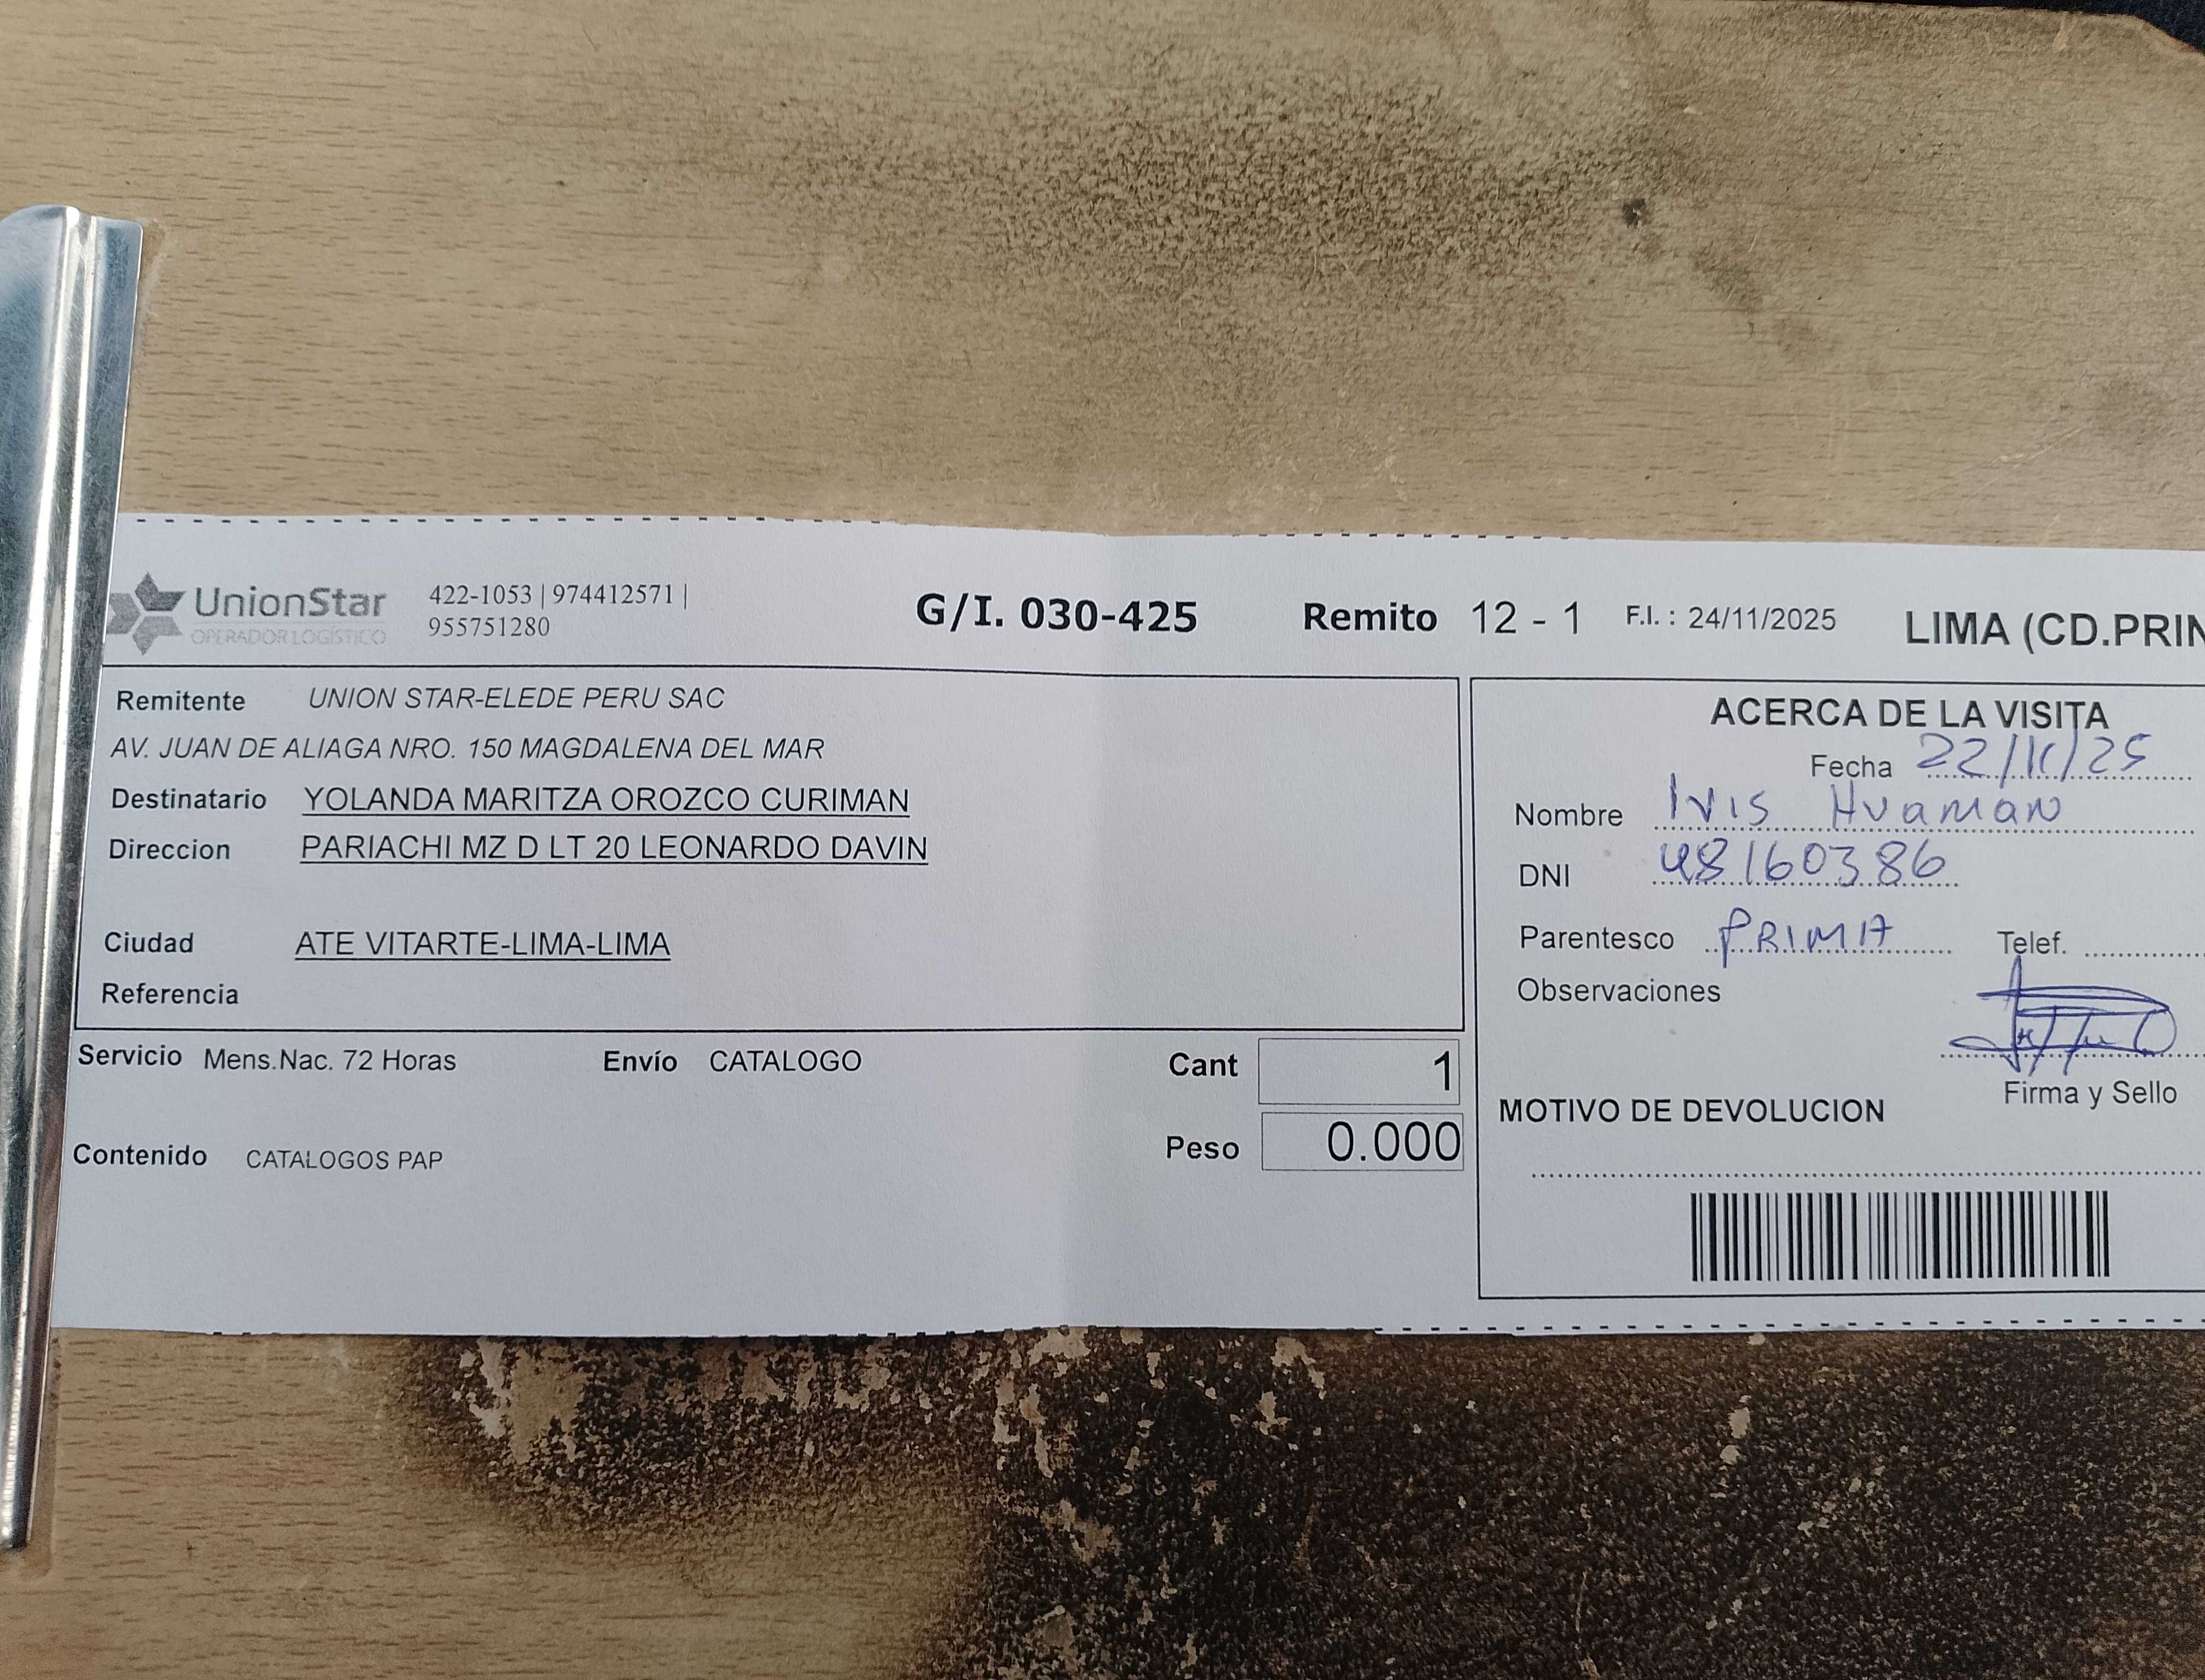 UnionStar
OPERADOR LOGÍSTICO
422-1053 | 974412571 |
955751280
G/I. 030-425 Remito 12 - 1 F.I. : 24/11/2025 LIMA (CD.PRIN
Remitente UNION STAR-ELEDE PERU SAC
AV. JUAN DE ALIAGA NRO. 150 MAGDALENA DEL MAR
Destinatario YOLANDA MARITZA OROZCO CURIMAN
Direccion PARIACHI MZ D LT 20 LEONARDO DAVIN
Ciudad ATE VITARTE-LIMA-LIMA
Referencia
Servicio Mens.Nac. 72 Horas Envío CATALOGO Cant 1
Peso 0.000
Contenido CATALOGOS PAP
ACERCA DE LA VISITA
Fecha 22/11/25
Nombre Ivis Huaman
DNI 48160386
Parentesco PRIMA Telef.
Observaciones
Firma y Sello
MOTIVO DE DEVOLUCION